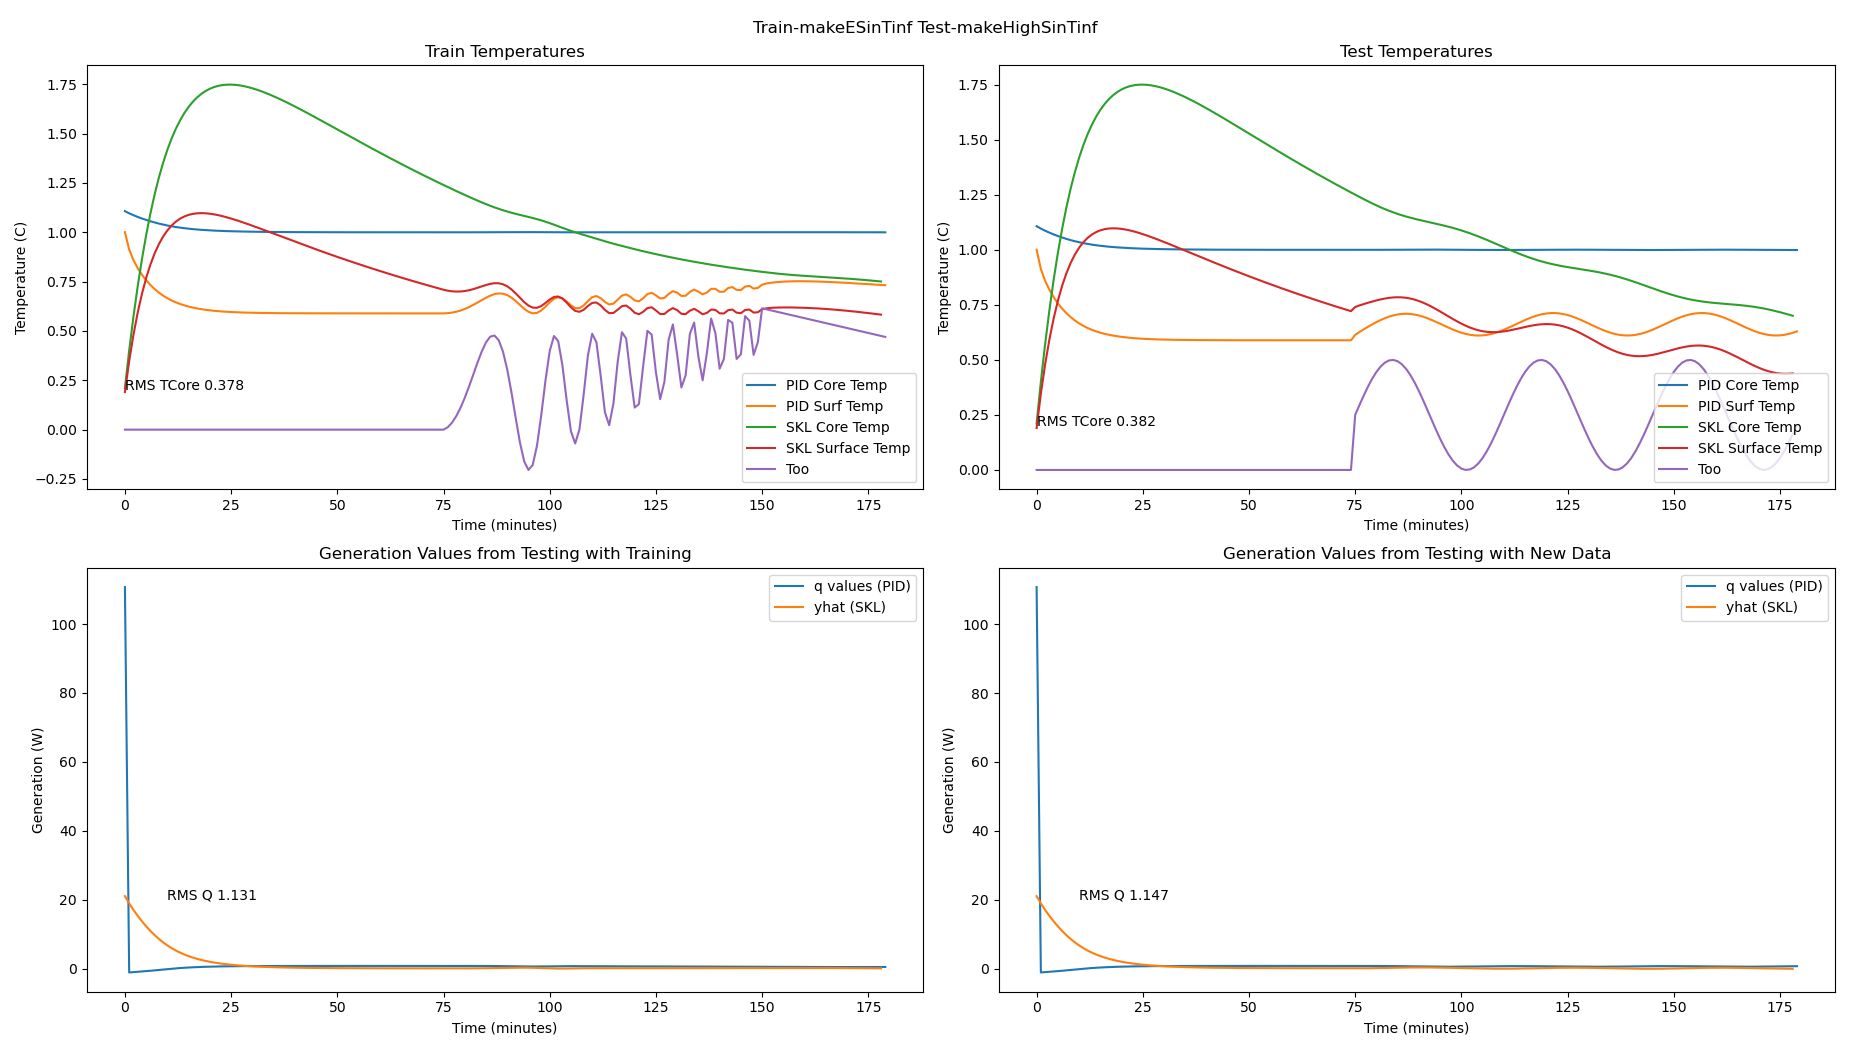 Train-makeESinTinf Test-makeHighSinTinf
Train Temperatures
Temperature (C)
1.75
1.50
1.25
1.00
0.75
0.50
0.25
0.00
−0.25
RMS TCore 0.378
PID Core Temp
PID Surf Temp
SKL Core Temp
SKL Surface Temp
Too
0 25 50 75 100 125 150 175
Time (minutes)
Test Temperatures
Temperature (C)
1.75
1.50
1.25
1.00
0.75
0.50
0.25
0.00
RMS TCore 0.382
PID Core Temp
PID Surf Temp
SKL Core Temp
SKL Surface Temp
Too
0 25 50 75 100 125 150 175
Time (minutes)
Generation Values from Testing with Training
Generation (W)
100
80
60
40
20
0
q values (PID)
yhat (SKL)
RMS Q 1.131
0 25 50 75 100 125 150 175
Time (minutes)
Generation Values from Testing with New Data
Generation (W)
100
80
60
40
20
0
q values (PID)
yhat (SKL)
RMS Q 1.147
0 25 50 75 100 125 150 175
Time (minutes)